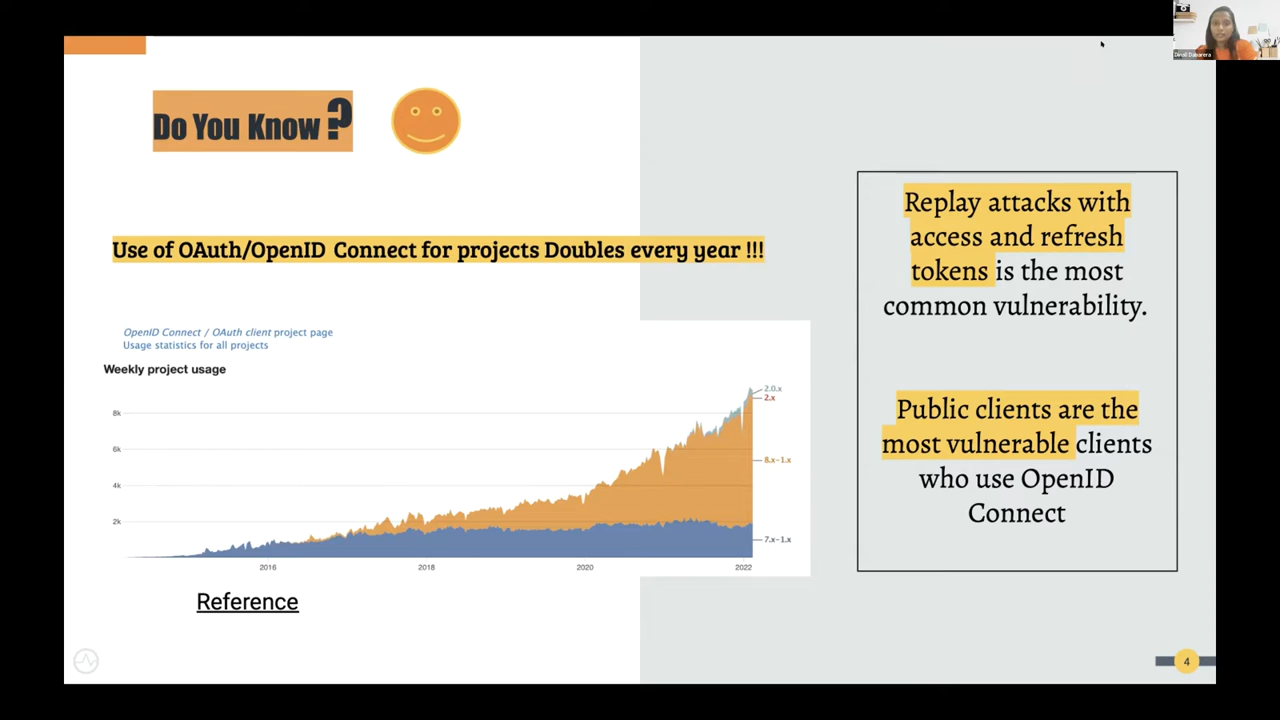 Do You Know ?
Use of OAuth/OpenID Connect for projects Doubles every year !!!
OpenID Connect / OAuth client project page
Usage statistics for all projects
Weekly project usage
8k
6k
4k
2k
2016
2018
2020
2022
2.0.x
2.x
8.x-1.x
7.x-1.x
Reference
Replay attacks with
access and refresh
tokens is the most
common vulnerability.
Public clients are the
most vulnerable clients
who use OpenID
Connect
4
Dinali Dabarera